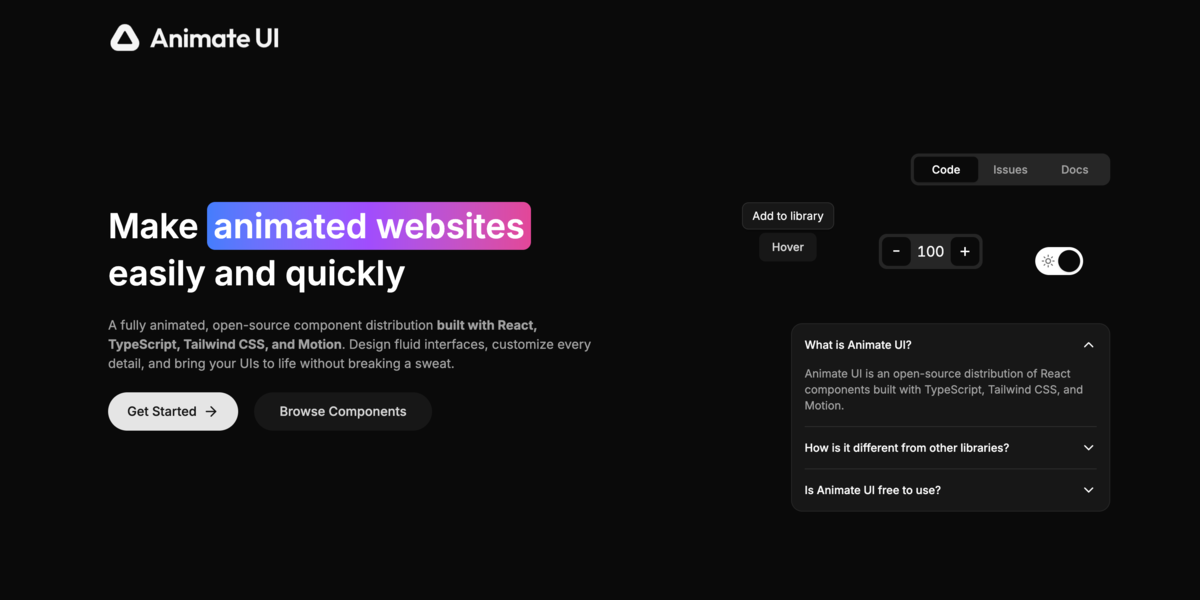 Animate UI
Make animated websites
easily and quickly
A fully animated, open-source component distribution built with React,
TypeScript, Tailwind CSS, and Motion. Design fluid interfaces, customize every
detail, and bring your UIs to life without breaking a sweat.
Get Started →
Browse Components
Code Issues Docs
Add to library
Hover
- 100 +
What is Animate UI?
Animate UI is an open-source distribution of React
components built with TypeScript, Tailwind CSS, and
Motion.
How is it different from other libraries?
Is Animate UI free to use?